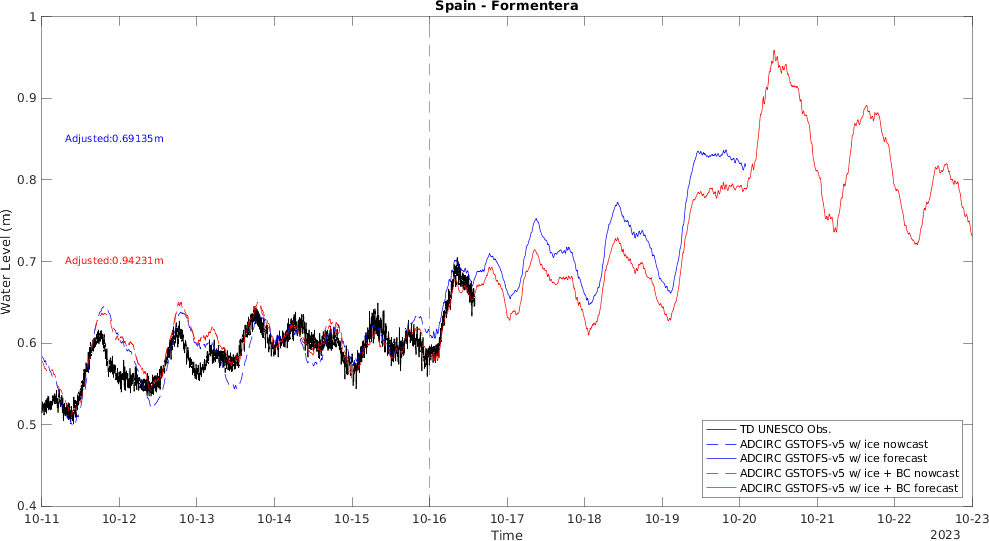 Spain - Formentera
1
0.9
0.8
0.7
0.6
0.5
0.4
Water Level (m)
Adjusted:0.69135m
Adjusted:0.94231m
TD UNESCO Obs.
ADCIRC GSTOFS-v5 w/ ice nowcast
ADCIRC GSTOFS-v5 w/ ice forecast
ADCIRC GSTOFS-v5 w/ ice + BC nowcast
ADCIRC GSTOFS-v5 w/ ice + BC forecast
10-11 10-12 10-13 10-14 10-15 10-16 10-17 10-18 10-19 10-20 10-21 10-22 10-23
Time
2023